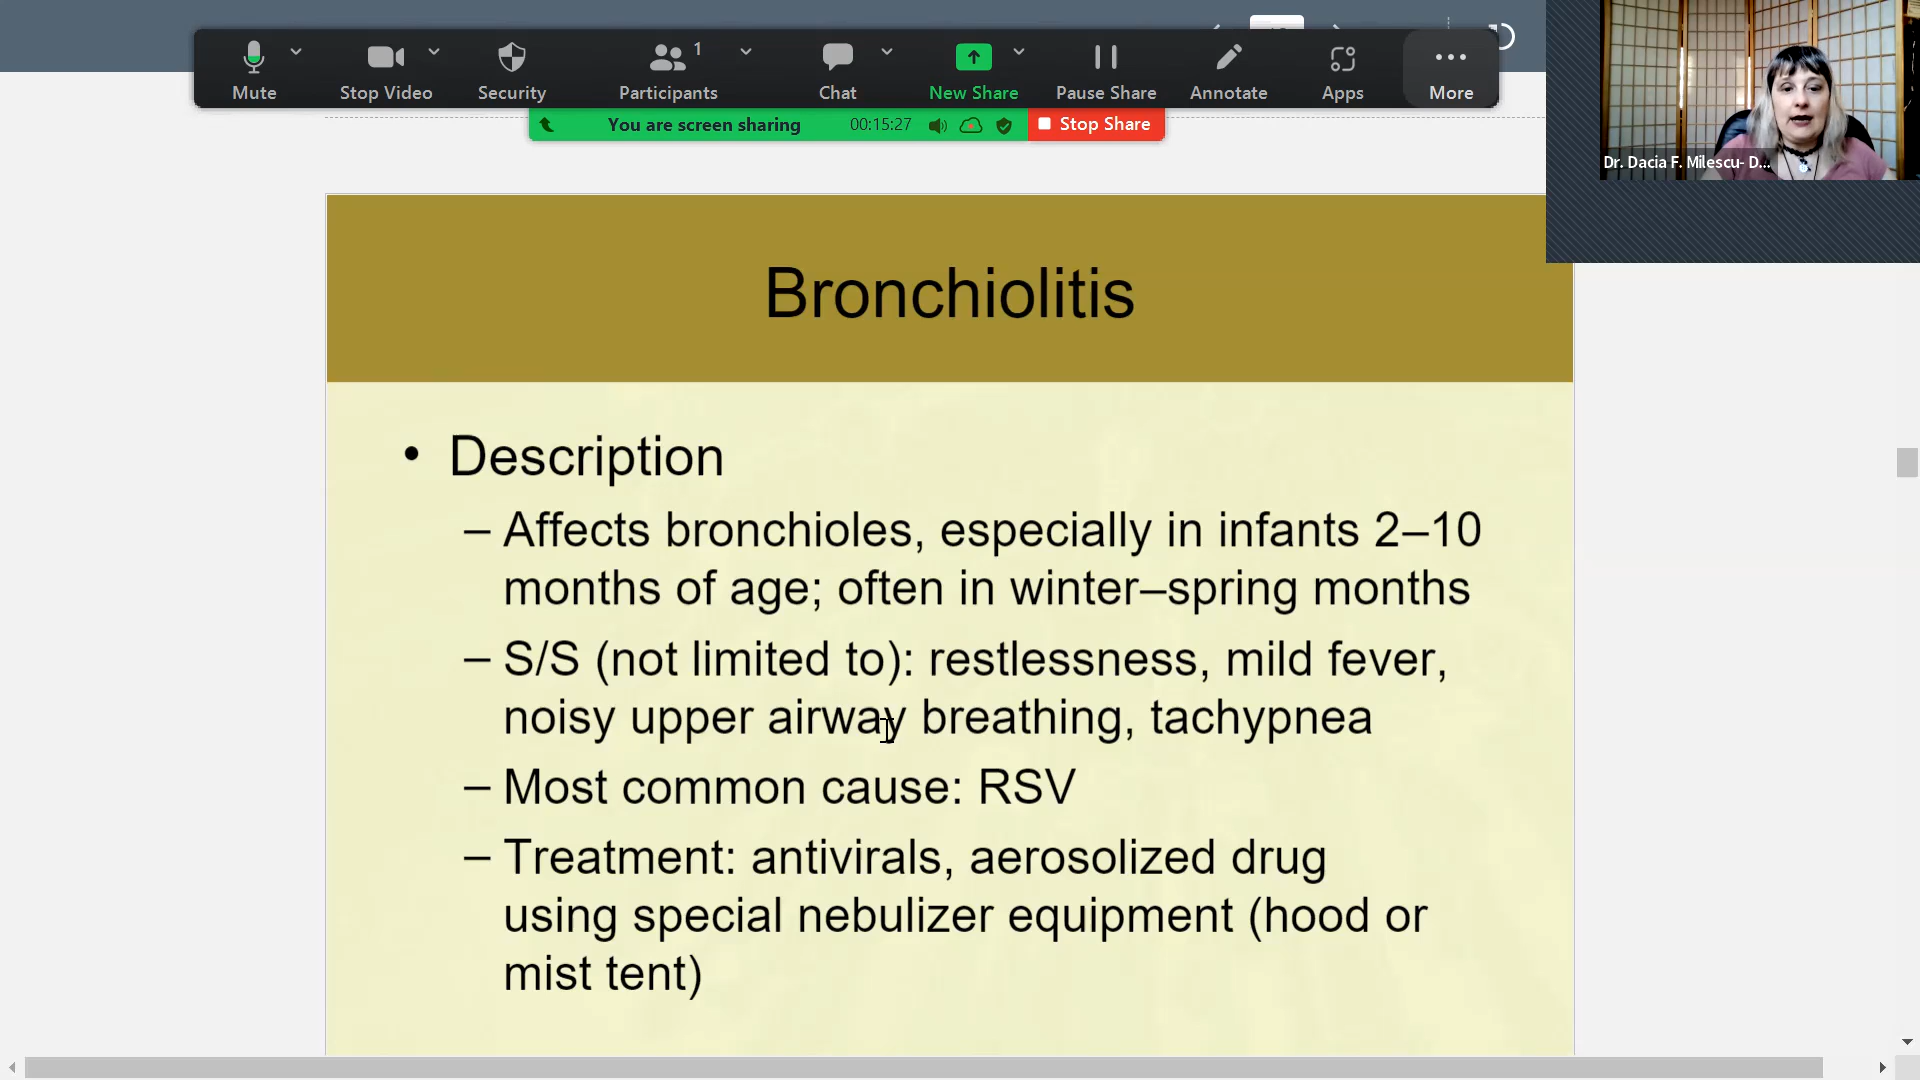 1
Mute
Stop Video
Security
Participants
Chat
New Share
Pause Share
Annotate
Apps
More
You are screen sharing
00:15:27
Stop Share
Dr. Dacia F. Milescu- D...
Bronchiolitis
• Description
– Affects bronchioles, especially in infants 2–10
months of age; often in winter–spring months
– S/S (not limited to): restlessness, mild fever,
noisy upper airway breathing, tachypnea
– Most common cause: RSV
– Treatment: antivirals, aerosolized drug
using special nebulizer equipment (hood or
mist tent)